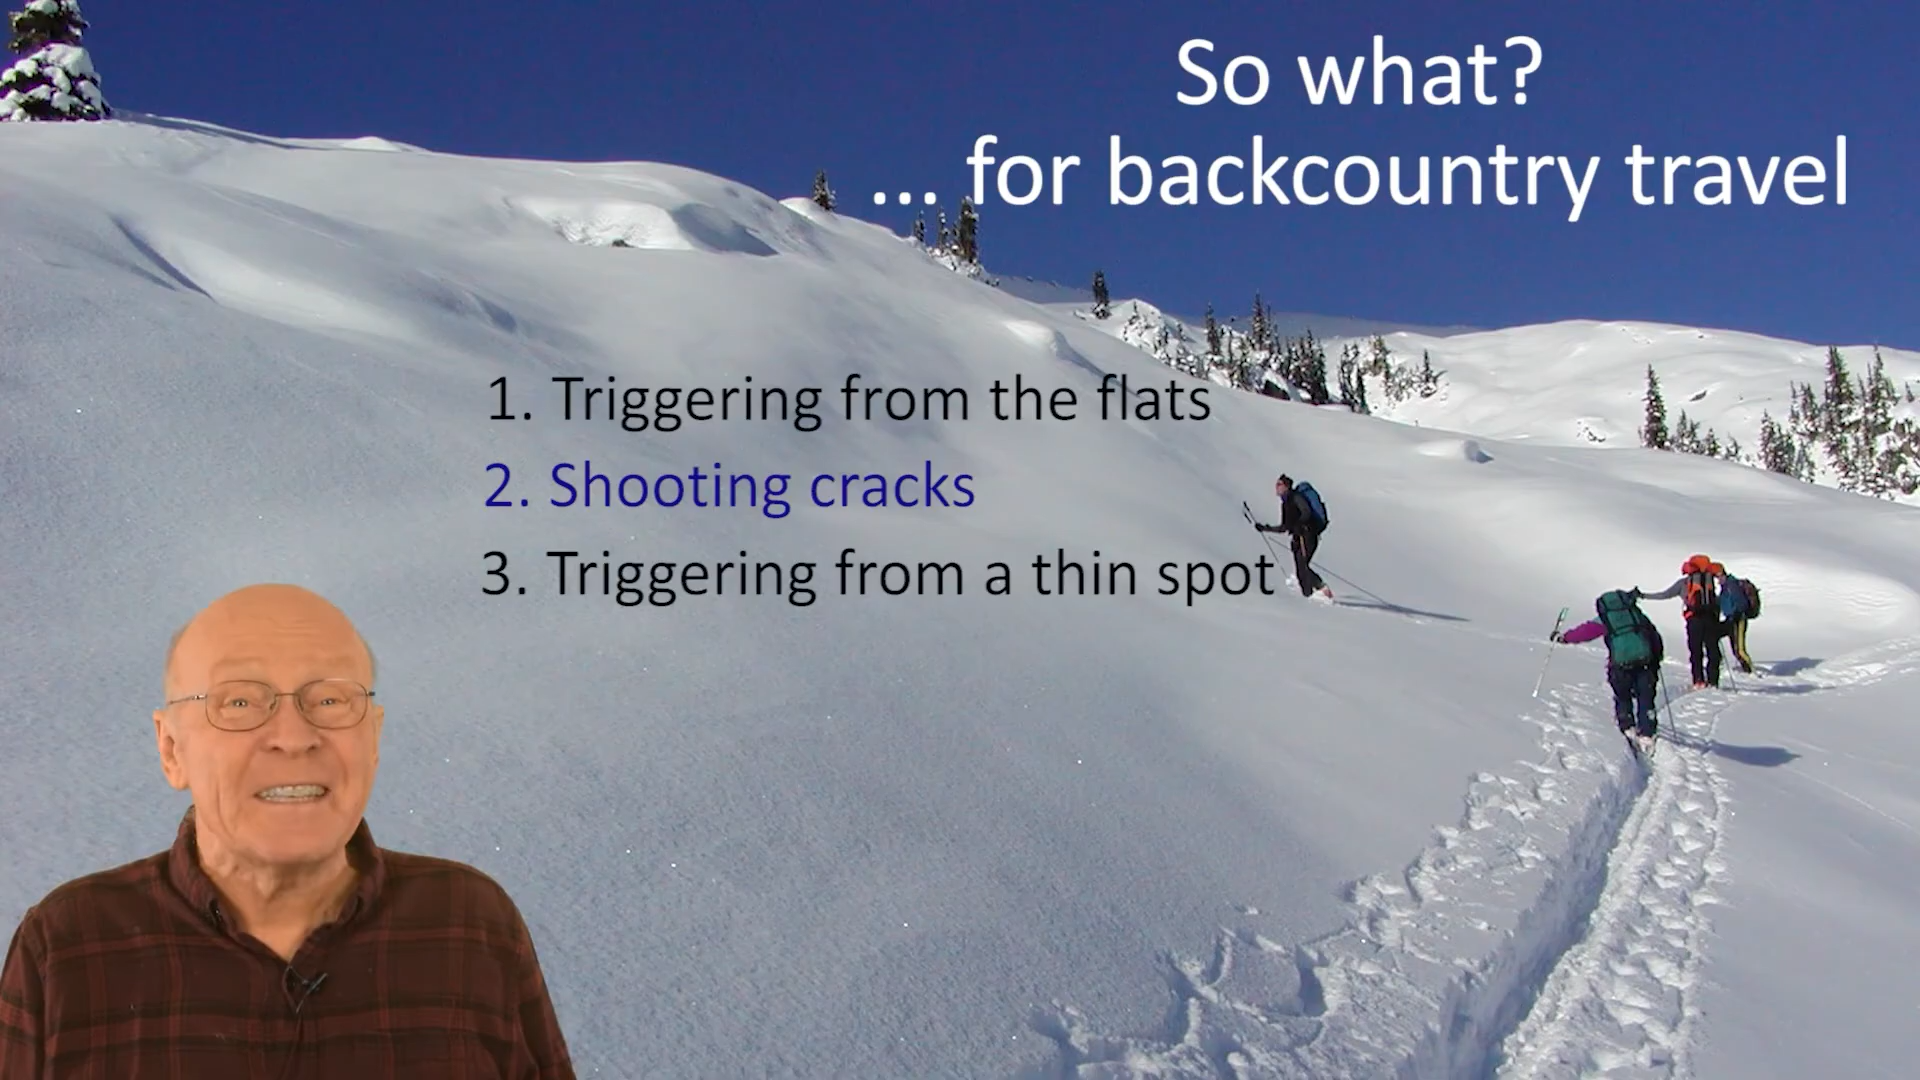 So what?
... for backcountry travel
1. Triggering from the flats
2. Shooting cracks
3. Triggering from a thin spot